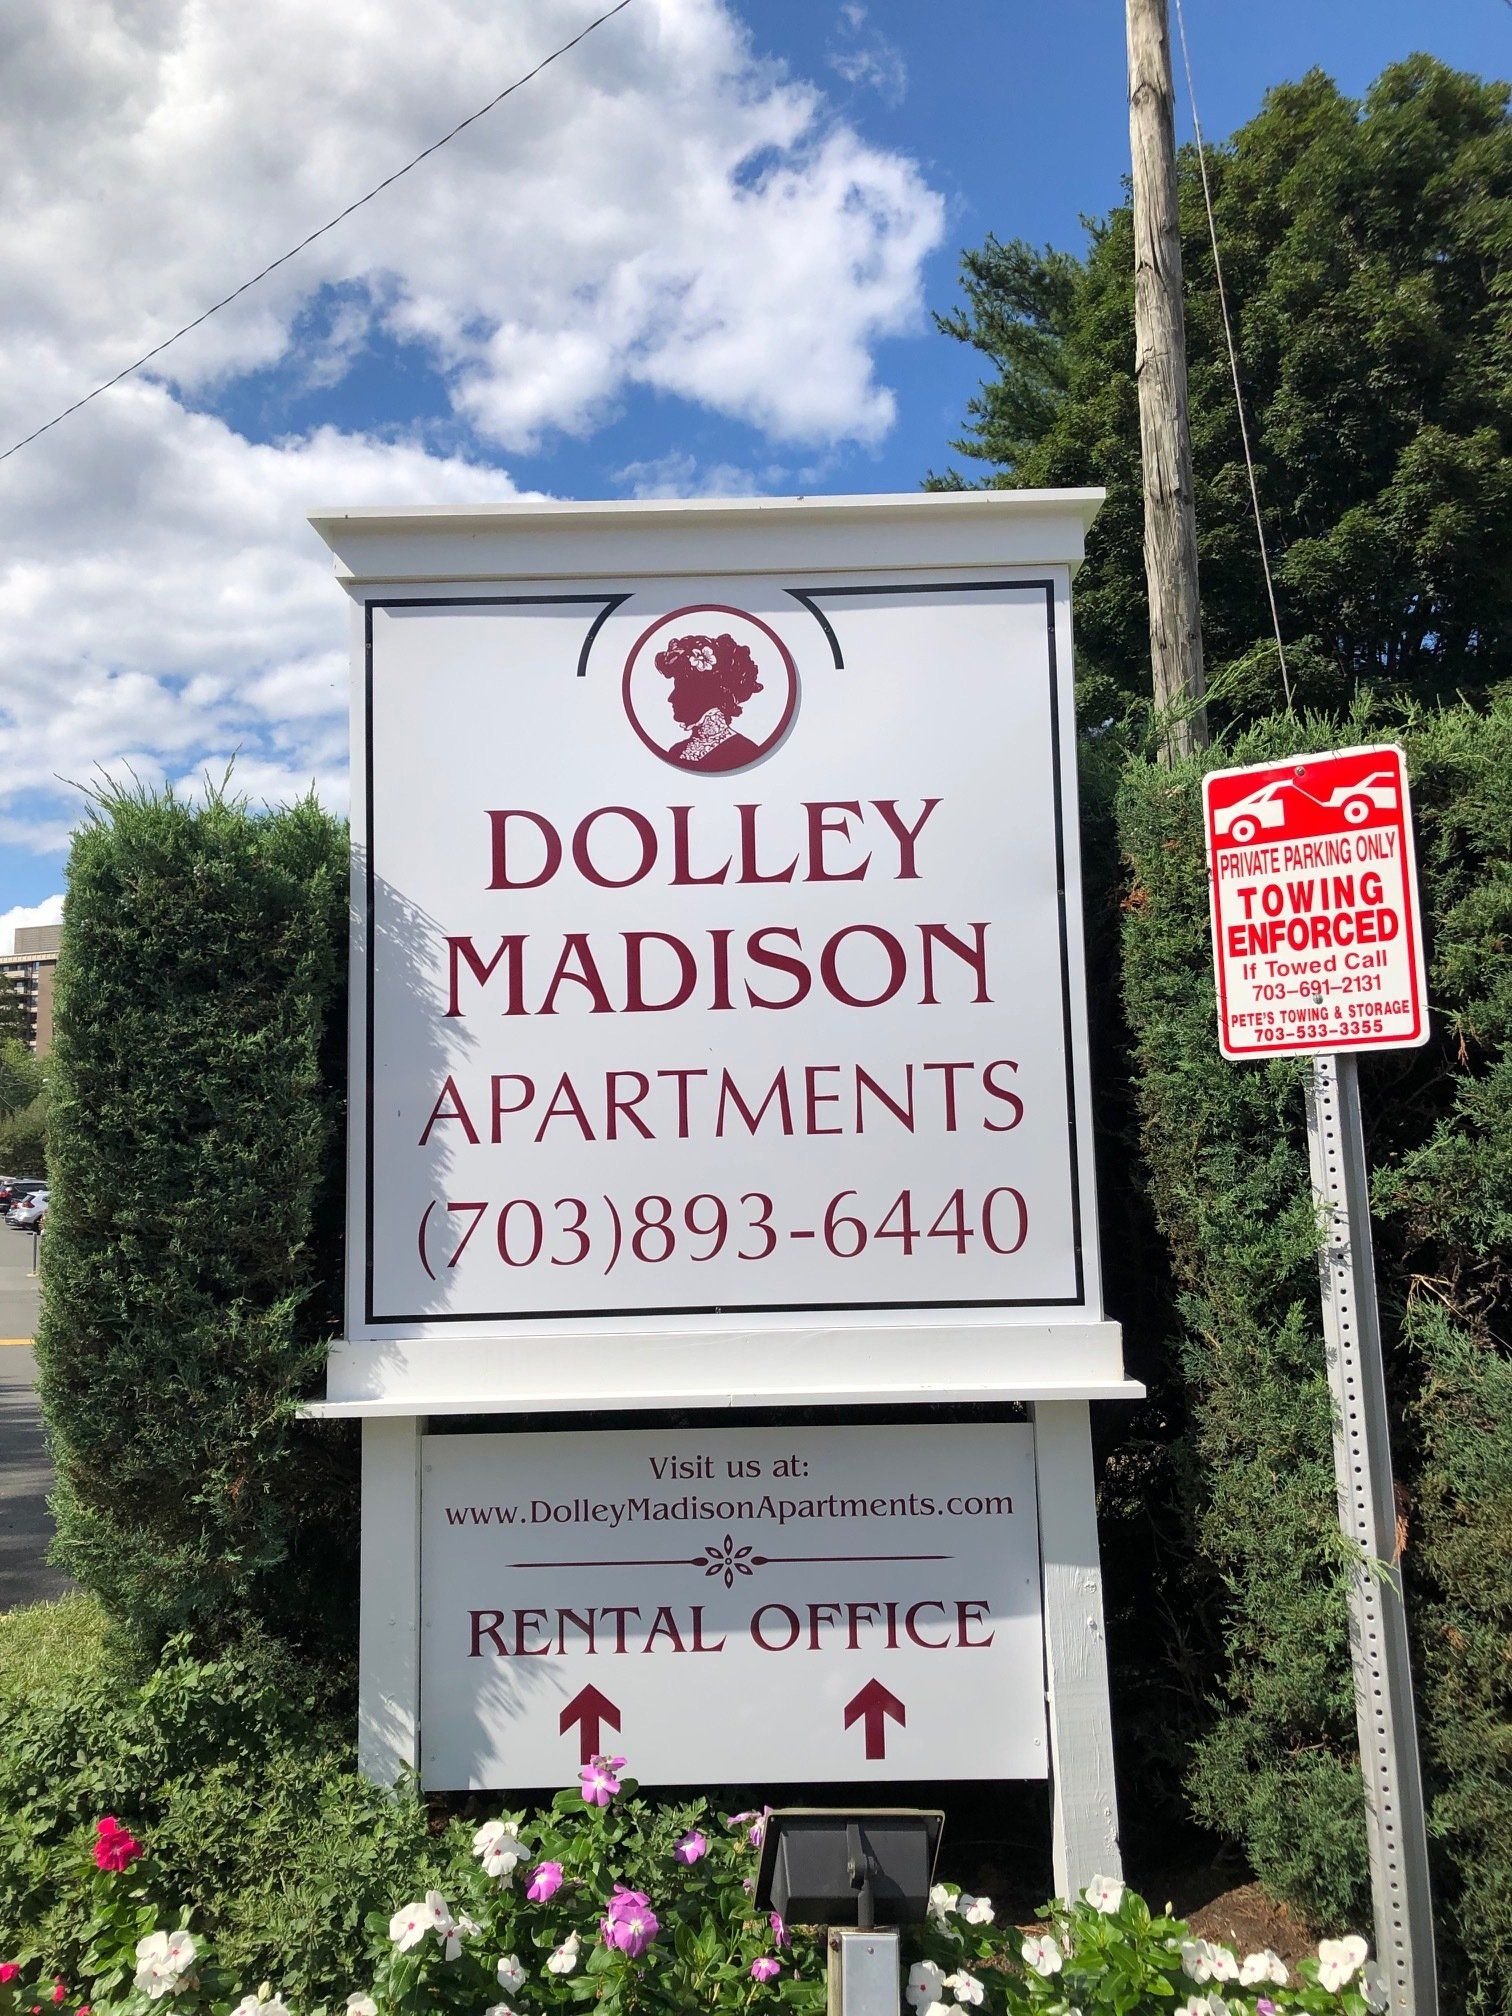 DOLLEY
MADISON
APARTMENTS
(703)893-6440
Visit us at:
www.DolleyMadisonApartments.com
RENTAL OFFICE
PRIVATE PARKING ONLY
TOWING
ENFORCED
If Towed Call
703-691-2131
PETE'S TOWING & STORAGE
703-533-3355